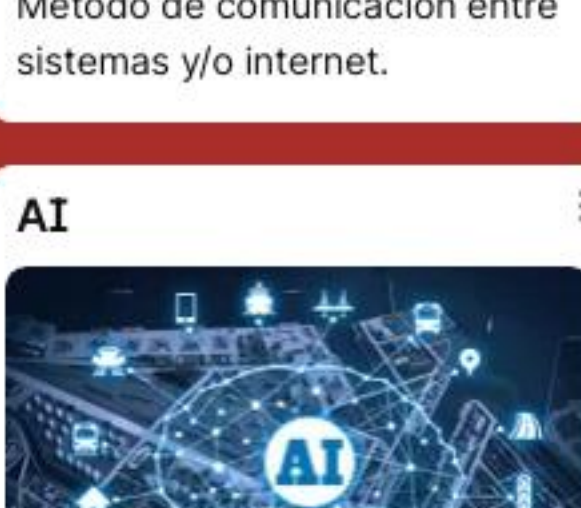 Método de comunicación entre
sistemas y/o internet.
AI
AI